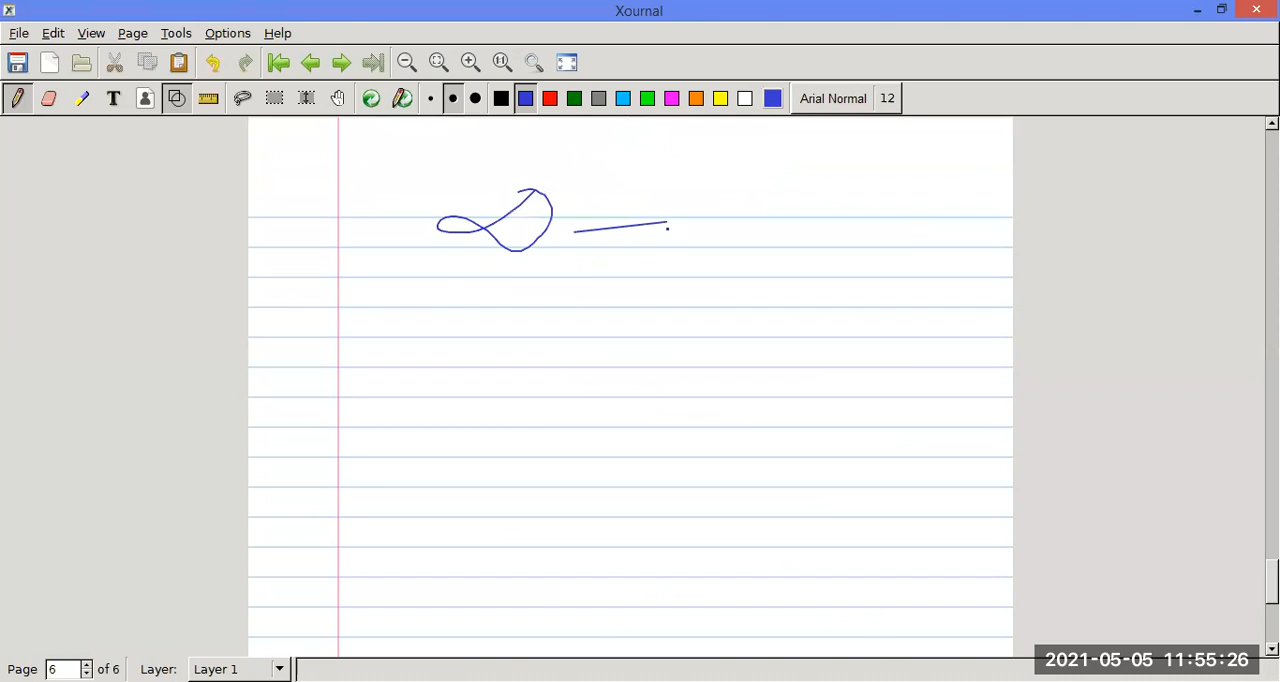 Xournal
File Edit View Page Tools Options Help
Arial Normal 12
Page 6 of 6 Layer: Layer 1
2021-05-05 11:55:26